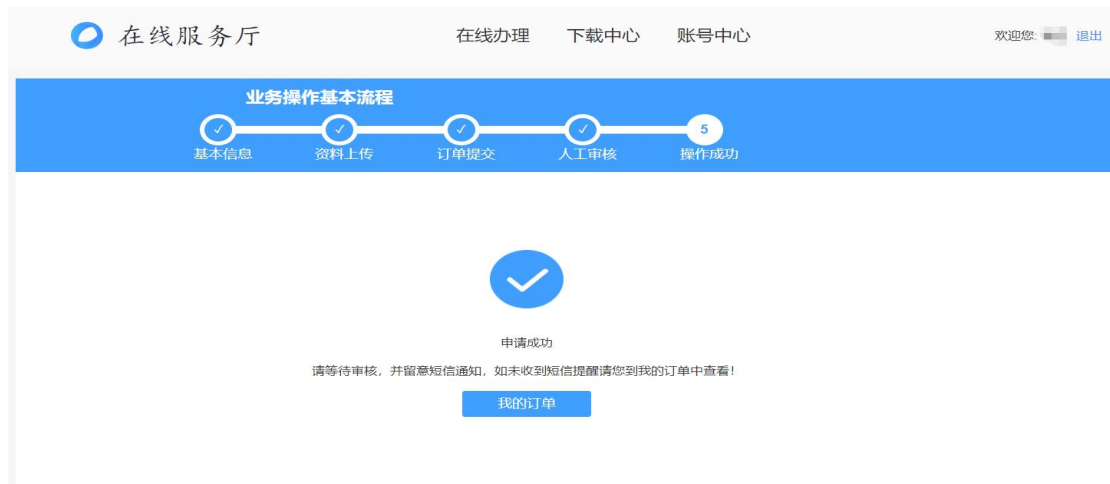 在线服务厅 在线办理 下载中心 账号中心 欢迎您: 退出
业务操作基本流程
5
基本信息 资料上传 订单提交 人工审核 操作成功
申请成功
请等待审核，并留意短信通知，如未收到短信提醒请您到我的订单中查看！
我的订单